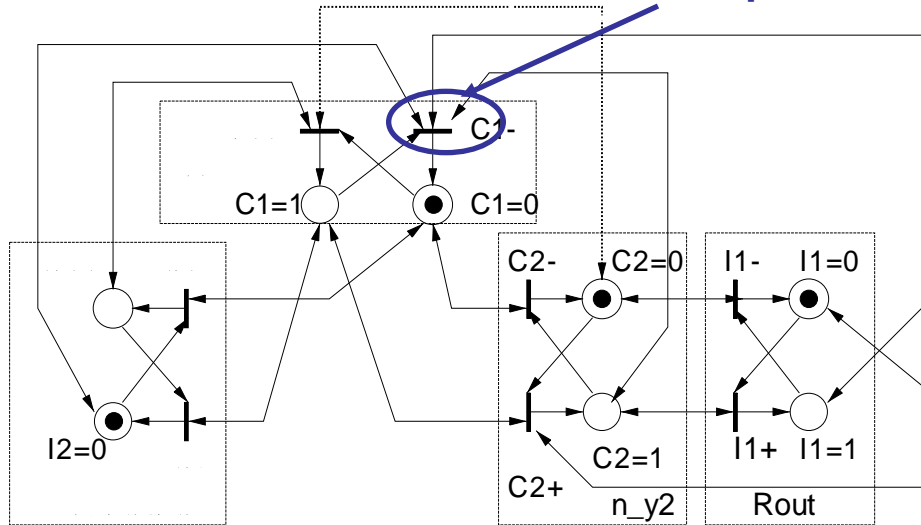 C1-
C1=1
C1=0
C2-
C2=0
I1-
I1=0
I2=0
C2=1
I1+
I1=1
C2+
n_y2
Rout